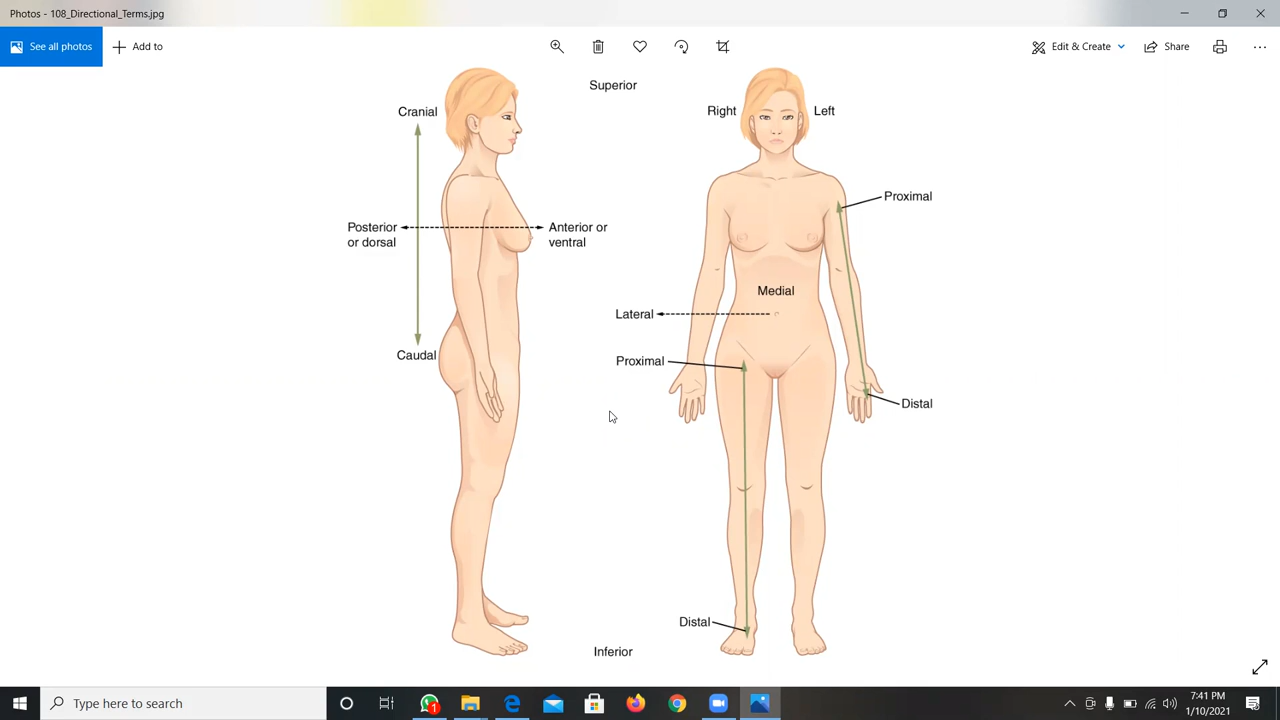 Photos - 108_Directional_Terms.jpg
See all photos
Add to
Edit & Create
Share
Superior
Cranial
Right
Left
Proximal
Posterior
or dorsal
Anterior or
ventral
Medial
Lateral
Caudal
Proximal
Distal
Distal
Inferior
Type here to search
1
7:41 PM
1/10/2021